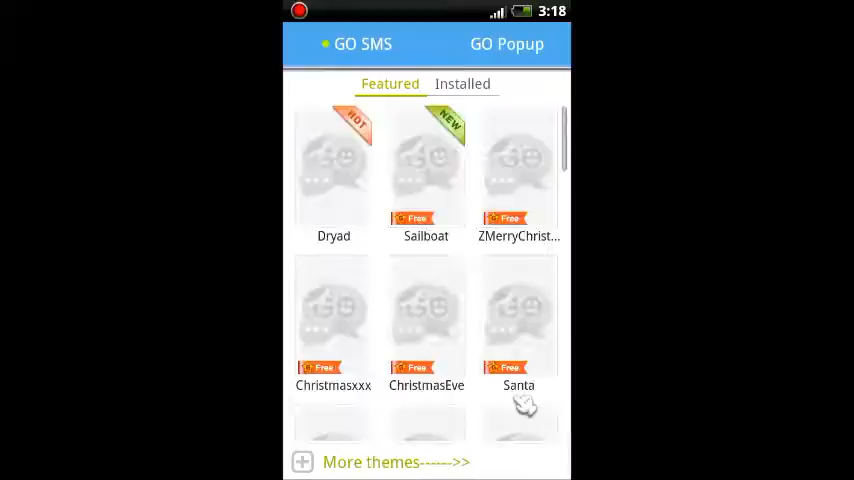 3:18
GO SMS GO Popup
Featured Installed
HOT NEW
Free Free
Dryad Sailboat ZMerryChrist...
Free Free Free
Christmasxxx ChristmasEve Santa
More themes------>>